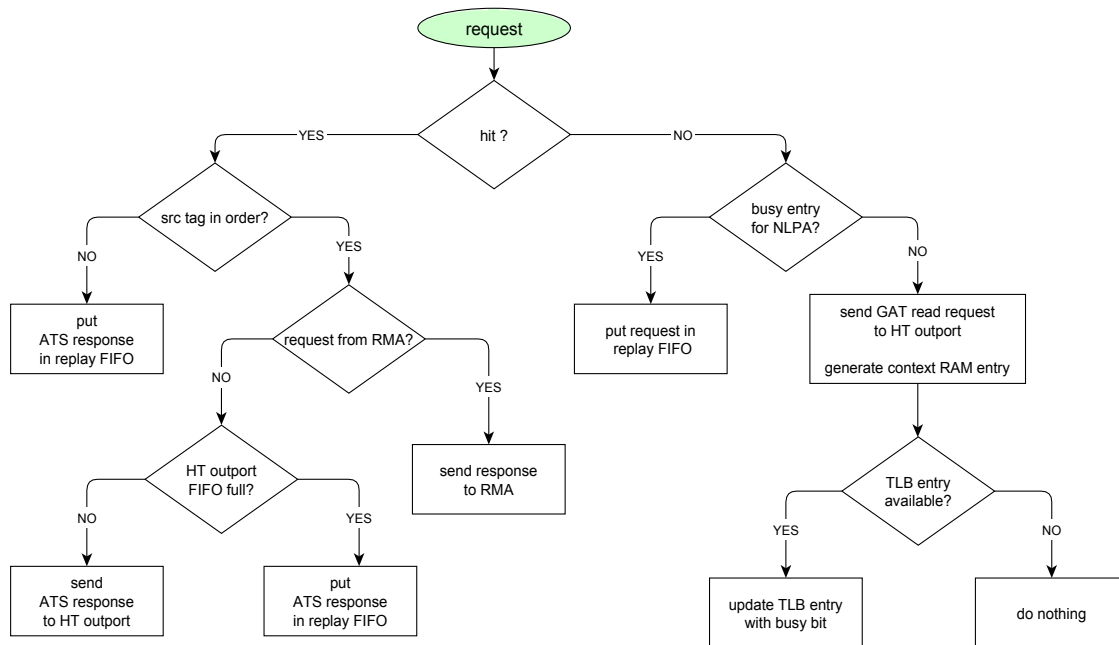 request
hit ?
YES
NO
src tag in order?
busy entry
for NLPA?
NO
YES
YES
NO
put
ATS response
in replay FIFO
request from RMA?
put request in
replay FIFO
send GAT read request
to HT outport
generate context RAM entry
NO
YES
HT outport
FIFO full?
send response
to RMA
TLB entry
available?
NO
YES
YES
NO
send
ATS response
to HT outport
put
ATS response
in replay FIFO
update TLB entry
with busy bit
do nothing